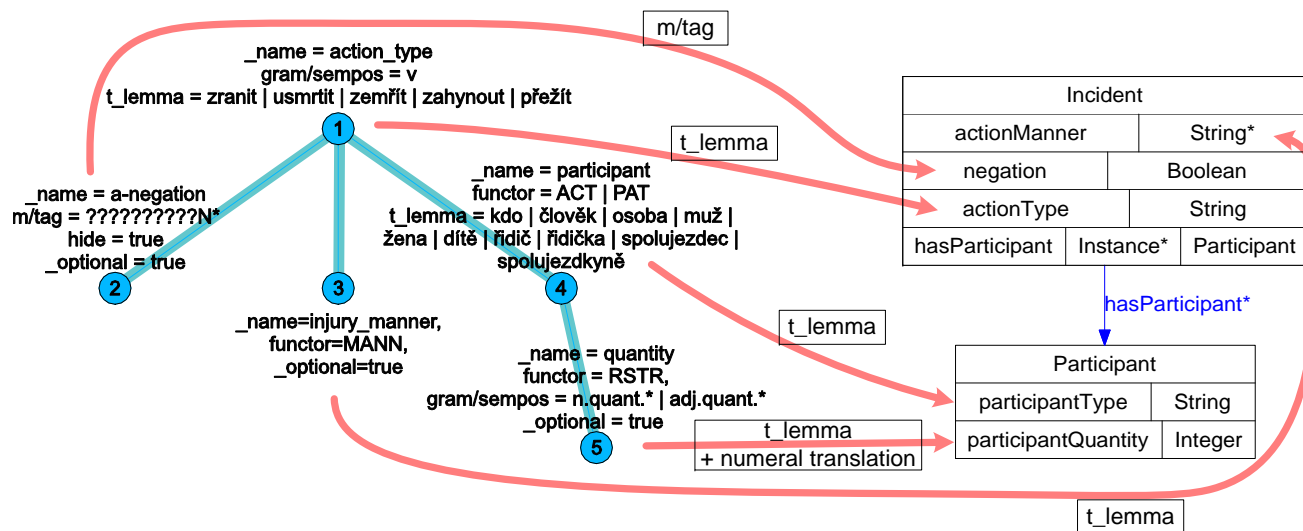 m/tag
_name = action_type
gram/sempos = v
t_lemma = zranit | usmrtit | zemřít | zahynout | přežít
1
t_lemma
_name = a-negation
m/tag = ??????????N*
hide = true
_optional = true
2
3
_name=injury_manner,
functor=MANN,
_optional=true
_name = participant
functor = ACT | PAT
t_lemma = kdo | člověk | osoba | muž |
žena | dítě | řidič | řidička | spolujezdec |
spolujezdkyně
4
_name = quantity
functor = RSTR,
gram/sempos = n.quant.* | adj.quant.*
_optional = true
5
t_lemma
t_lemma
+ numeral translation
Incident
actionManner String*
negation Boolean
actionType String
hasParticipant Instance* Participant
hasParticipant*
Participant
participantType String
participantQuantity Integer
t_lemma